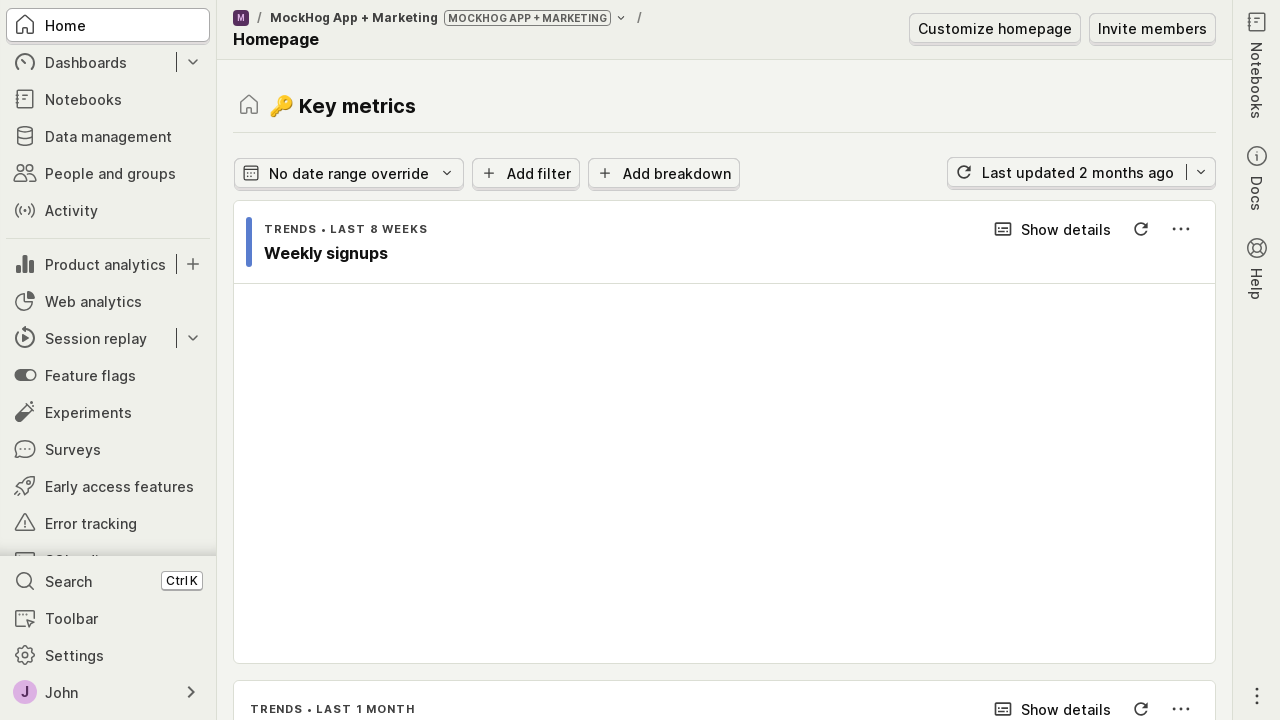 Home
Dashboards
Notebooks
Data management
People and groups
Activity
Product analytics
Web analytics
Session replay
Feature flags
Experiments
Surveys
Early access features
Error tracking
Search Ctrl K
Toolbar
Settings
J John
M / MockHog App + Marketing MOCKHOG APP + MARKETING /
Homepage
Customize homepage
Invite members
🔑 Key metrics
No date range override
Add filter
Add breakdown
Last updated 2 months ago
TRENDS • LAST 8 WEEKS
Show details
Weekly signups
TRENDS • LAST 1 MONTH
Show details
Notebooks
Docs
Help